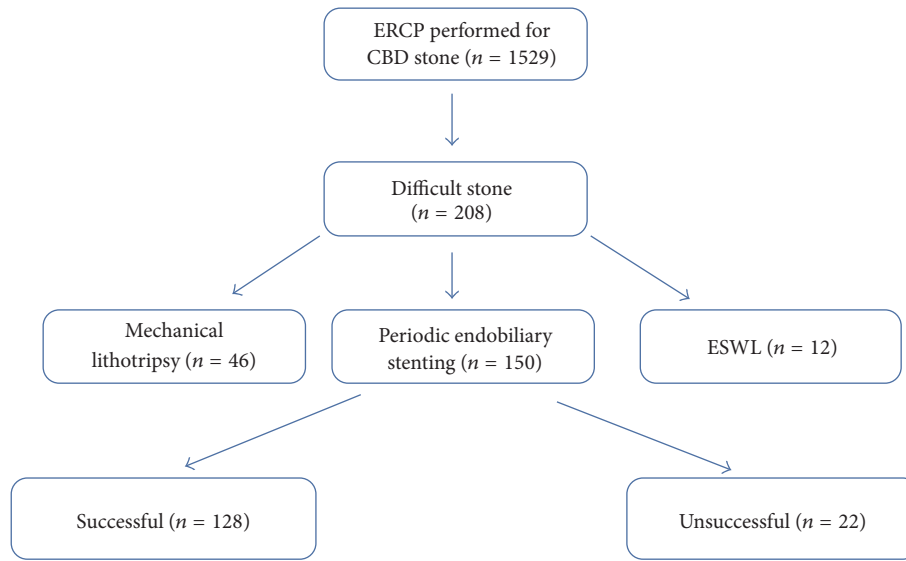 ERCP performed for
CBD stone (n = 1529)
Difficult stone
(n = 208)
Mechanical
lithotripsy (n = 46)
Periodic endobiliary
stenting (n = 150)
ESWL (n = 12)
Successful (n = 128)
Unsuccessful (n = 22)